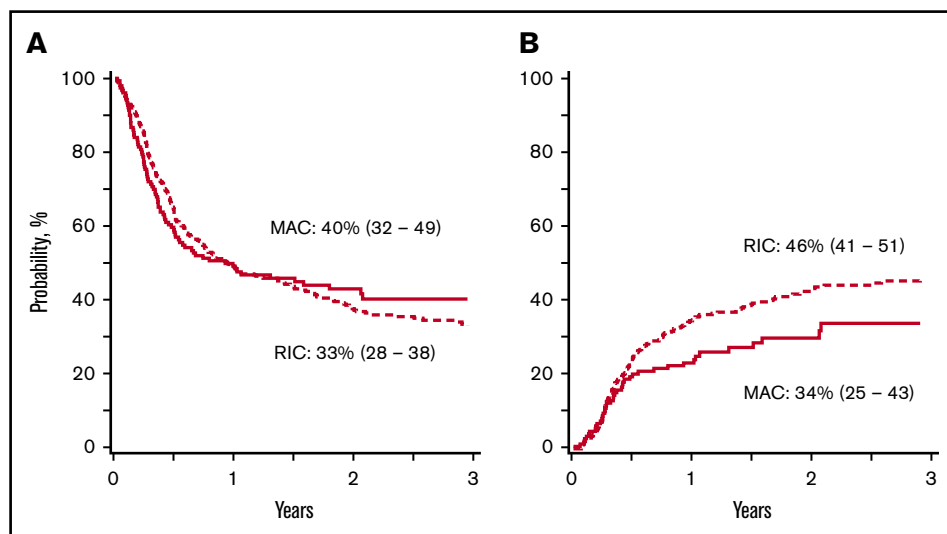 A
Probability, %
100
80
60
40
20
0
MAC: 40% (32 – 49)
RIC: 33% (28 – 38)
0 1 2 3
Years
B
100
80
60
40
20
0
RIC: 46% (41 – 51)
MAC: 34% (25 – 43)
0 1 2 3
Years